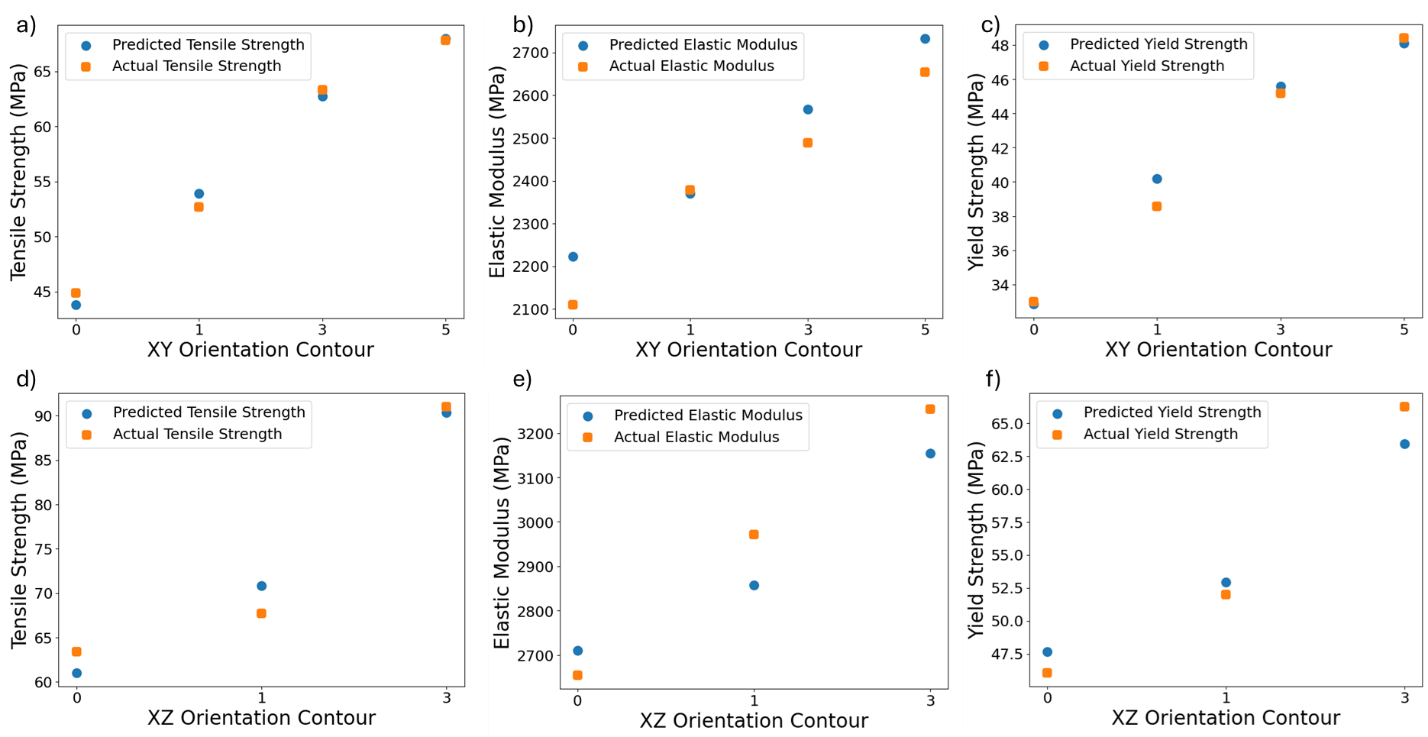 a)
Tensile Strength (MPa)
65
60
55
50
45
Predicted Tensile Strength
Actual Tensile Strength
0 1 3 5
XY Orientation Contour
b)
Elastic Modulus (MPa)
2700
2600
2500
2400
2300
2200
2100
Predicted Elastic Modulus
Actual Elastic Modulus
0 1 3 5
XY Orientation Contour
c)
Yield Strength (MPa)
48
46
44
42
40
38
36
34
Predicted Yield Strength
Actual Yield Strength
0 1 3 5
XY Orientation Contour
d)
Tensile Strength (MPa)
90
85
80
75
70
65
60
Predicted Tensile Strength
Actual Tensile Strength
0 1 3
XZ Orientation Contour
e)
Elastic Modulus (MPa)
3200
3100
3000
2900
2800
2700
Predicted Elastic Modulus
Actual Elastic Modulus
0 1 3
XZ Orientation Contour
f)
Yield Strength (MPa)
65.0
62.5
60.0
57.5
55.0
52.5
50.0
47.5
Predicted Yield Strength
Actual Yield Strength
0 1 3
XZ Orientation Contour